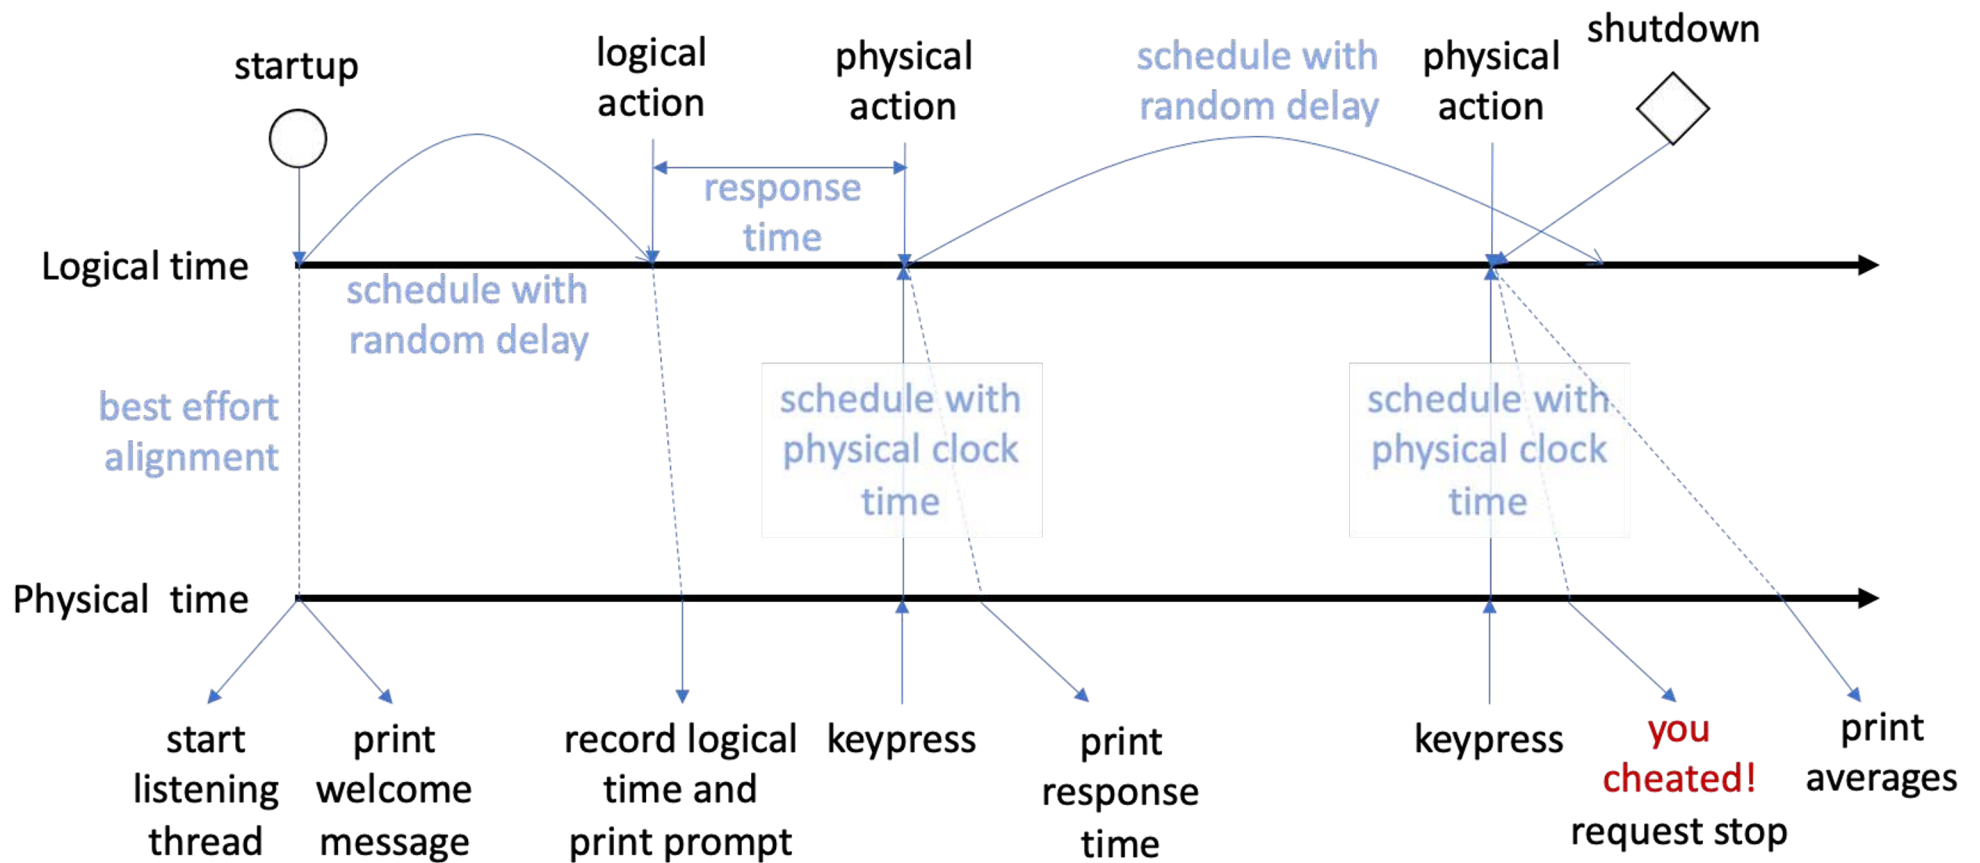 startup
logical
action
physical
action
schedule with
random delay
physical
action
shutdown
response
time
Logical time
schedule with
random delay
best effort
alignment
schedule with
physical clock
time
schedule with
physical clock
time
Physical time
start
listening
thread
print
welcome
message
record logical
time and
print prompt
keypress
print
response
time
keypress
you
cheated!
request stop
print
averages